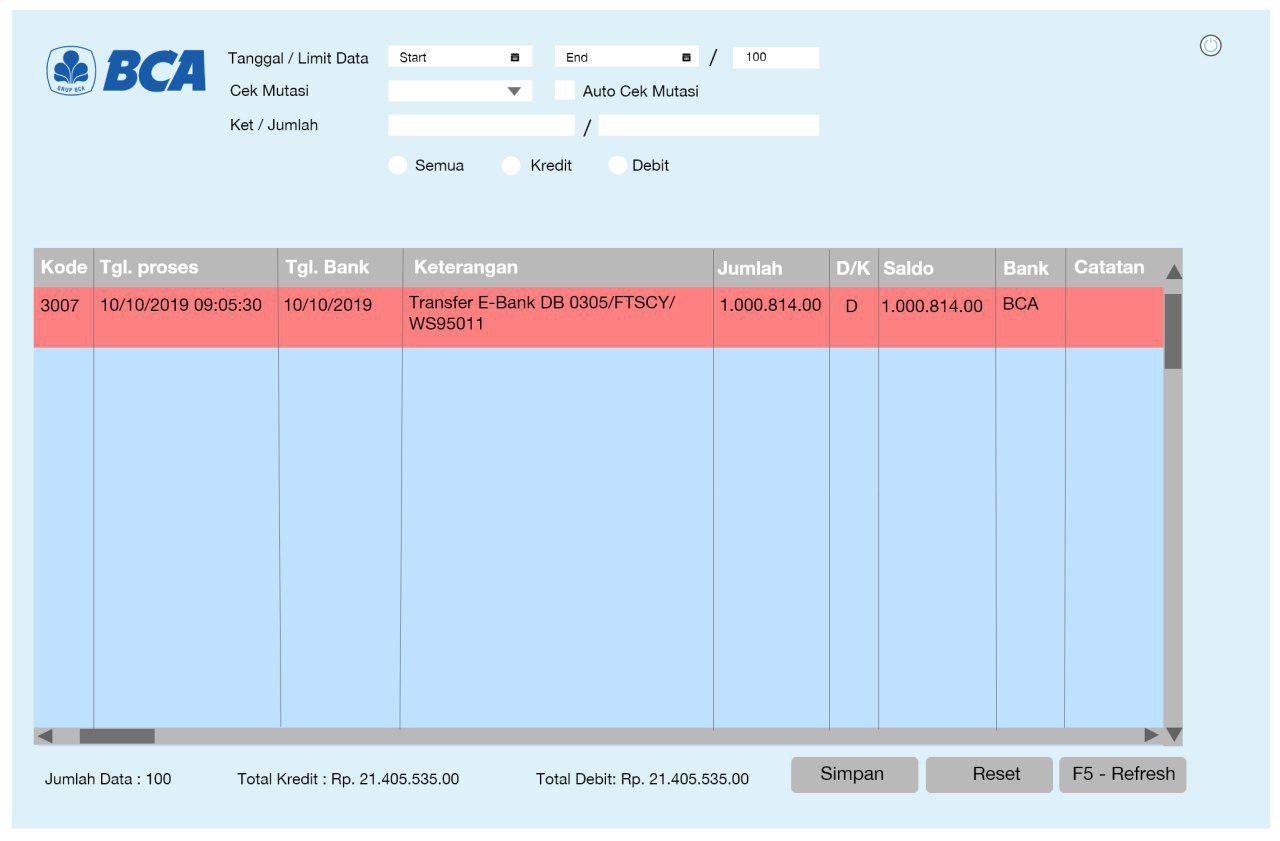 GRUP BCA
BCA
Tanggal / Limit Data Start End / 100
Cek Mutasi Auto Cek Mutasi
Ket / Jumlah /
Semua Kredit Debit
Kode Tgl. proses Tgl. Bank Keterangan Jumlah D/K Saldo Bank Catatan
3007 10/10/2019 09:05:30 10/10/2019 Transfer E-Bank DB 0305/FTSCY/ 1.000.814.00 D 1.000.814.00 BCA
WS95011
Jumlah Data : 100 Total Kredit : Rp. 21.405.535.00 Total Debit: Rp. 21.405.535.00 Simpan Reset F5 - Refresh